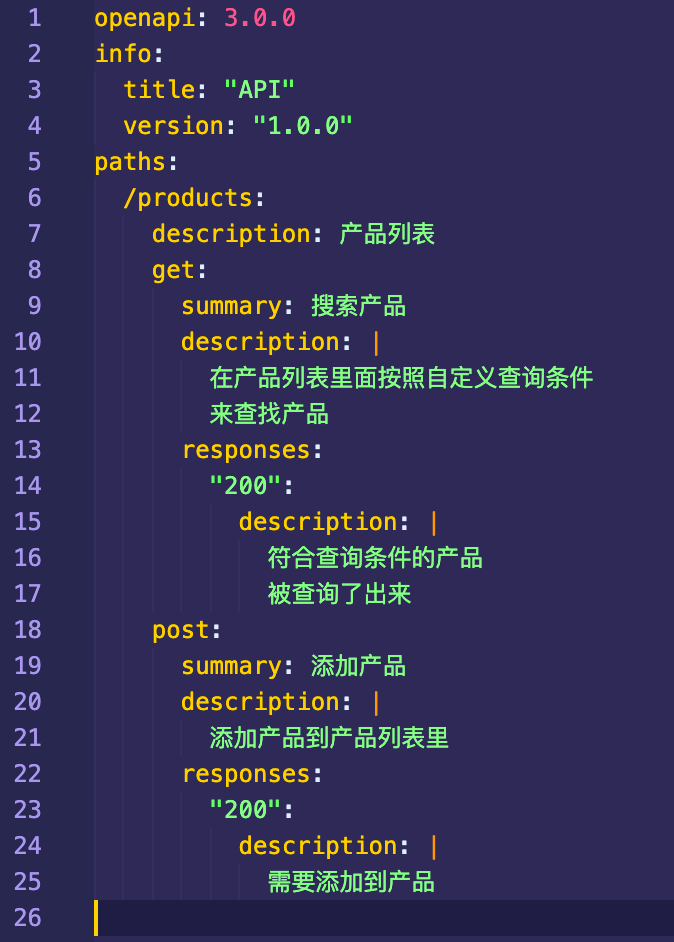 1 openapi: 3.0.0
2 info:
3   title: "API"
4   version: "1.0.0"
5 paths:
6   /products:
7     description: 产品列表
8     get:
9       summary: 搜索产品
10       description: |
11         在产品列表里面按照自定义查询条件
12         来查找产品
13       responses:
14         "200":
15           description: |
16             符合查询条件的产品
17             被查询了出来
18     post:
19       summary: 添加产品
20       description: |
21         添加产品到产品列表里
22       responses:
23         "200":
24           description: |
25             需要添加到产品
26